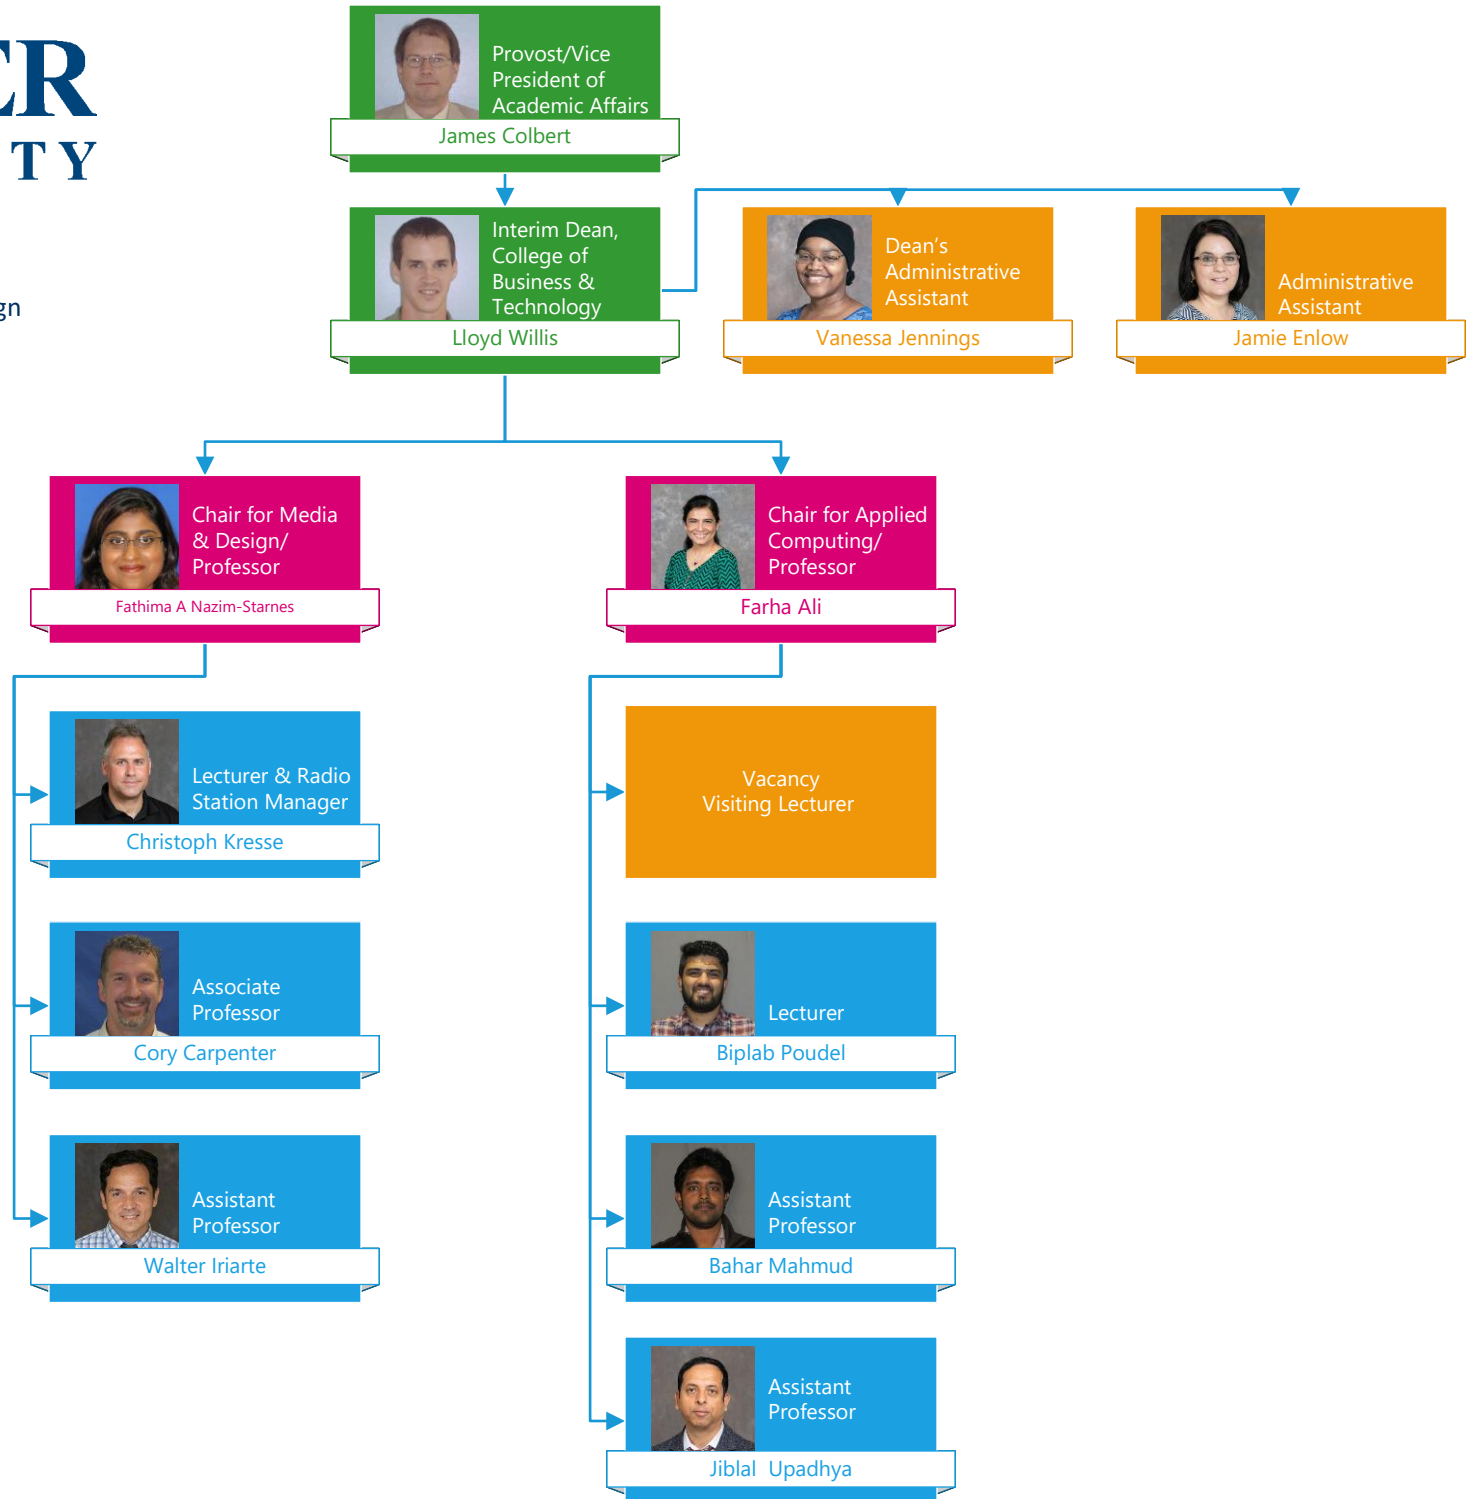 Provost/Vice
President of
Academic Affairs
James Colbert
Interim Dean,
College of
Business &
Technology
Lloyd Willis
Dean's
Administrative
Assistant
Vanessa Jennings
Administrative
Assistant
Jamie Enlow
Chair for Media
& Design/
Professor
Fathima A Nazim-Starnes
Chair for Applied
Computing/
Professor
Farha Ali
Lecturer & Radio
Station Manager
Christoph Kresse
Vacancy
Visiting Lecturer
Associate
Professor
Cory Carpenter
Lecturer
Biplab Poudel
Assistant
Professor
Walter Iriarte
Assistant
Professor
Bahar Mahmud
Assistant
Professor
Jiblal  Upadhya